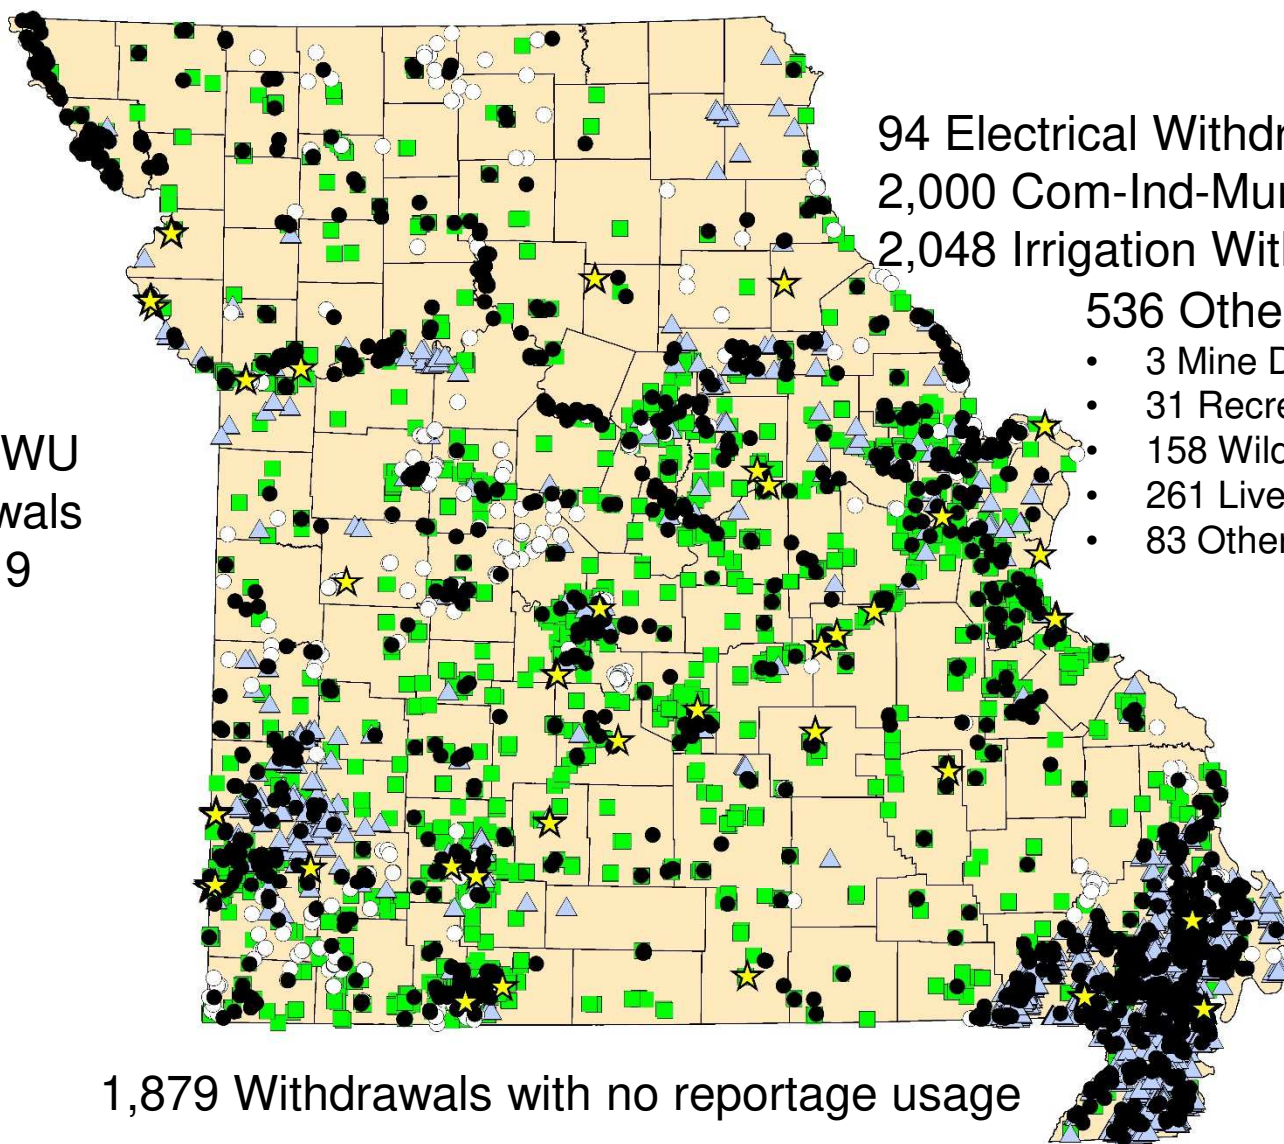 94 Electrical Withdr
2,000 Com-Ind-Mun
2,048 Irrigation With
536 Othe
• 3 Mine D
• 31 Recre
• 158 Wild
• 261 Live
• 83 Other
WU
wals
9
1,879 Withdrawals with no reportage usage